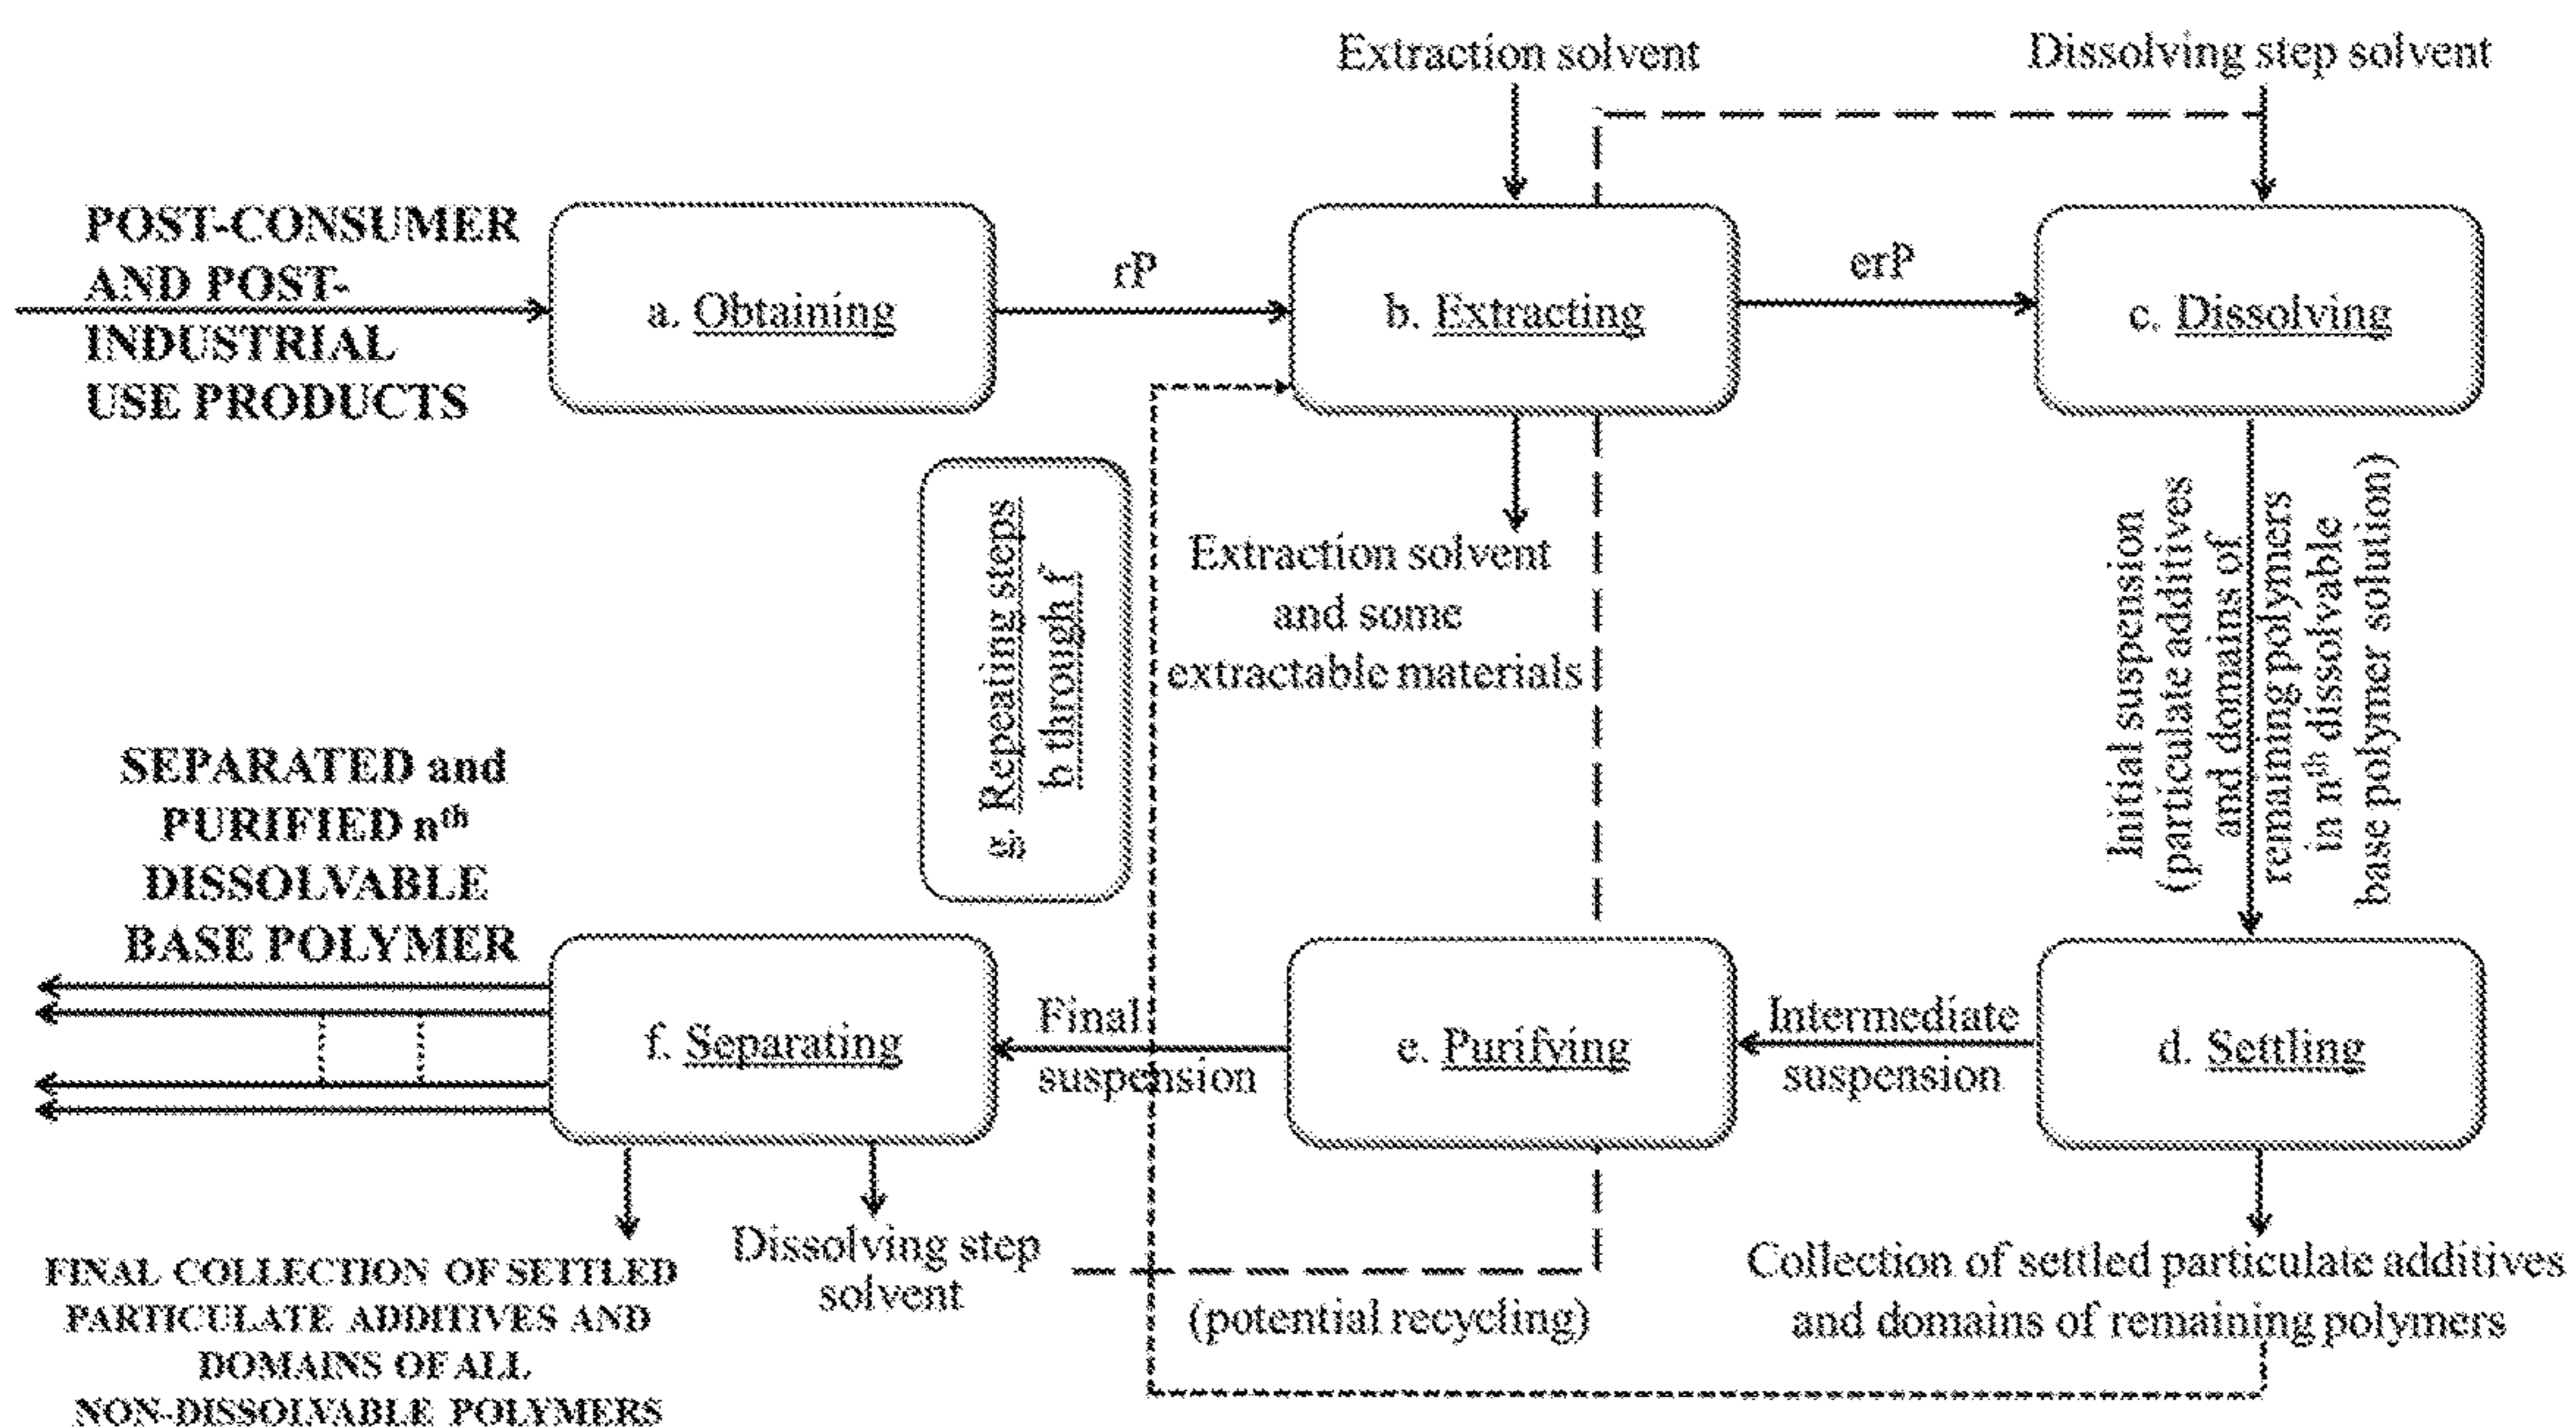 Extraction solvent
Dissolving step solvent
POST-CONSUMER
AND POST-
INDUSTRIAL
USE PRODUCTS
a. Obtaining
rP
b. Extracting
erP
c. Dissolving
Extraction solvent
and some
extractable materials
g. Repeating steps
b through f
Initial suspension
(particulate additives
and domains of
remaining polymers
in nth dissolvable
base polymer solution)
SEPARATED and
PURIFIED nth
DISSOLVABLE
BASE POLYMER
f. Separating
Final
suspension
e. Purifying
Intermediate
suspension
d. Settling
FINAL COLLECTION OF SETTLED
PARTICULATE ADDITIVES AND
DOMAINS OF ALL
NON-DISSOLVABLE POLYMERS
Dissolving step
solvent
(potential recycling)
Collection of settled particulate additives
and domains of remaining polymers